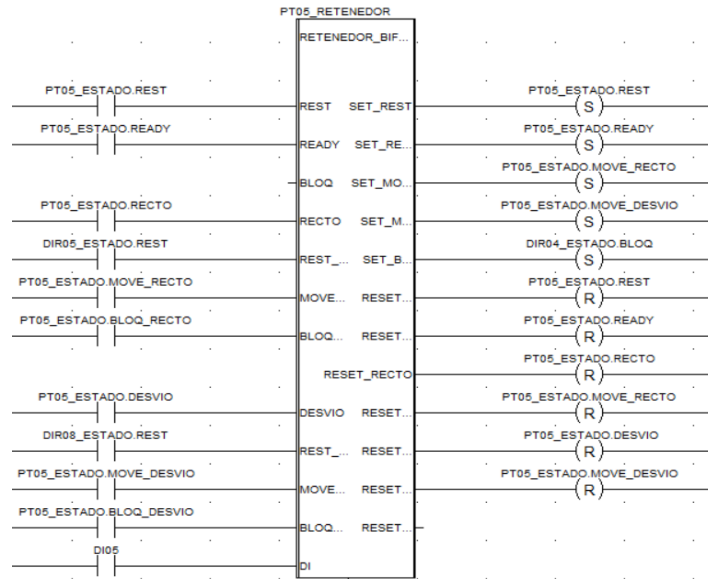 PT05_RETENEDOR
RETENEDOR_BIF...
PT05_ESTADO.REST
REST SET_REST
PT05_ESTADO.REST
S
PT05_ESTADO.READY
READY SET_RE...
PT05_ESTADO.READY
S
BLOQ SET_MO...
PT05_ESTADO.MOVE_RECTO
S
PT05_ESTADO.RECTO
RECTO SET_M...
PT05_ESTADO.MOVE_DESVIO
S
DIR05_ESTADO.REST
REST_... SET_B...
DIR04_ESTADO.BLOQ
S
PT05_ESTADO.MOVE_RECTO
MOVE... RESET...
PT05_ESTADO.REST
R
PT05_ESTADO.BLOQ_RECTO
BLOQ... RESET...
PT05_ESTADO.READY
R
RESET_RECTO
PT05_ESTADO.RECTO
R
PT05_ESTADO.DESVIO
DESVIO RESET...
PT05_ESTADO.MOVE_RECTO
R
DIR08_ESTADO.REST
REST_... RESET...
PT05_ESTADO.DESVIO
R
PT05_ESTADO.MOVE_DESVIO
MOVE... RESET...
PT05_ESTADO.MOVE_DESVIO
R
PT05_ESTADO.BLOQ_DESVIO
BLOQ... RESET...
DI05
DI